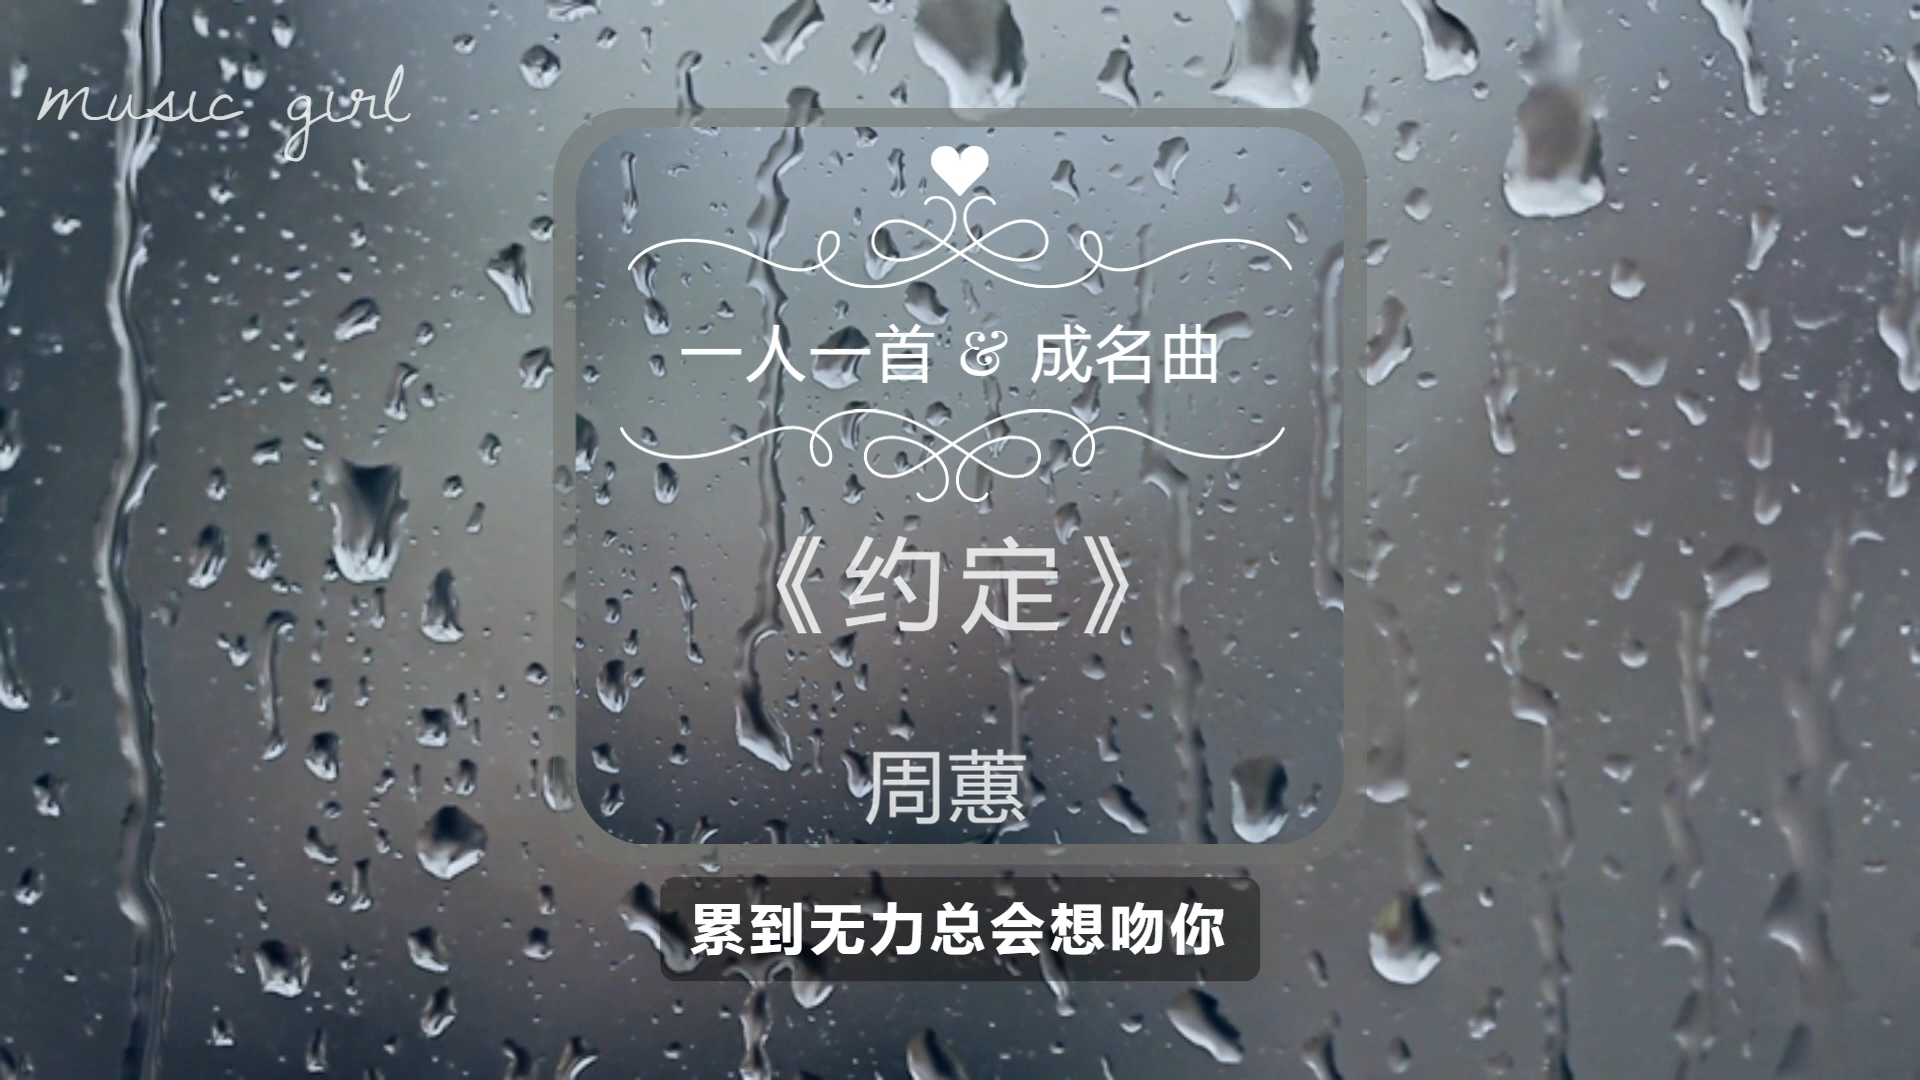 music girl
一人一首 & 成名曲
《约定》
周蕙
累到无力总会想吻你